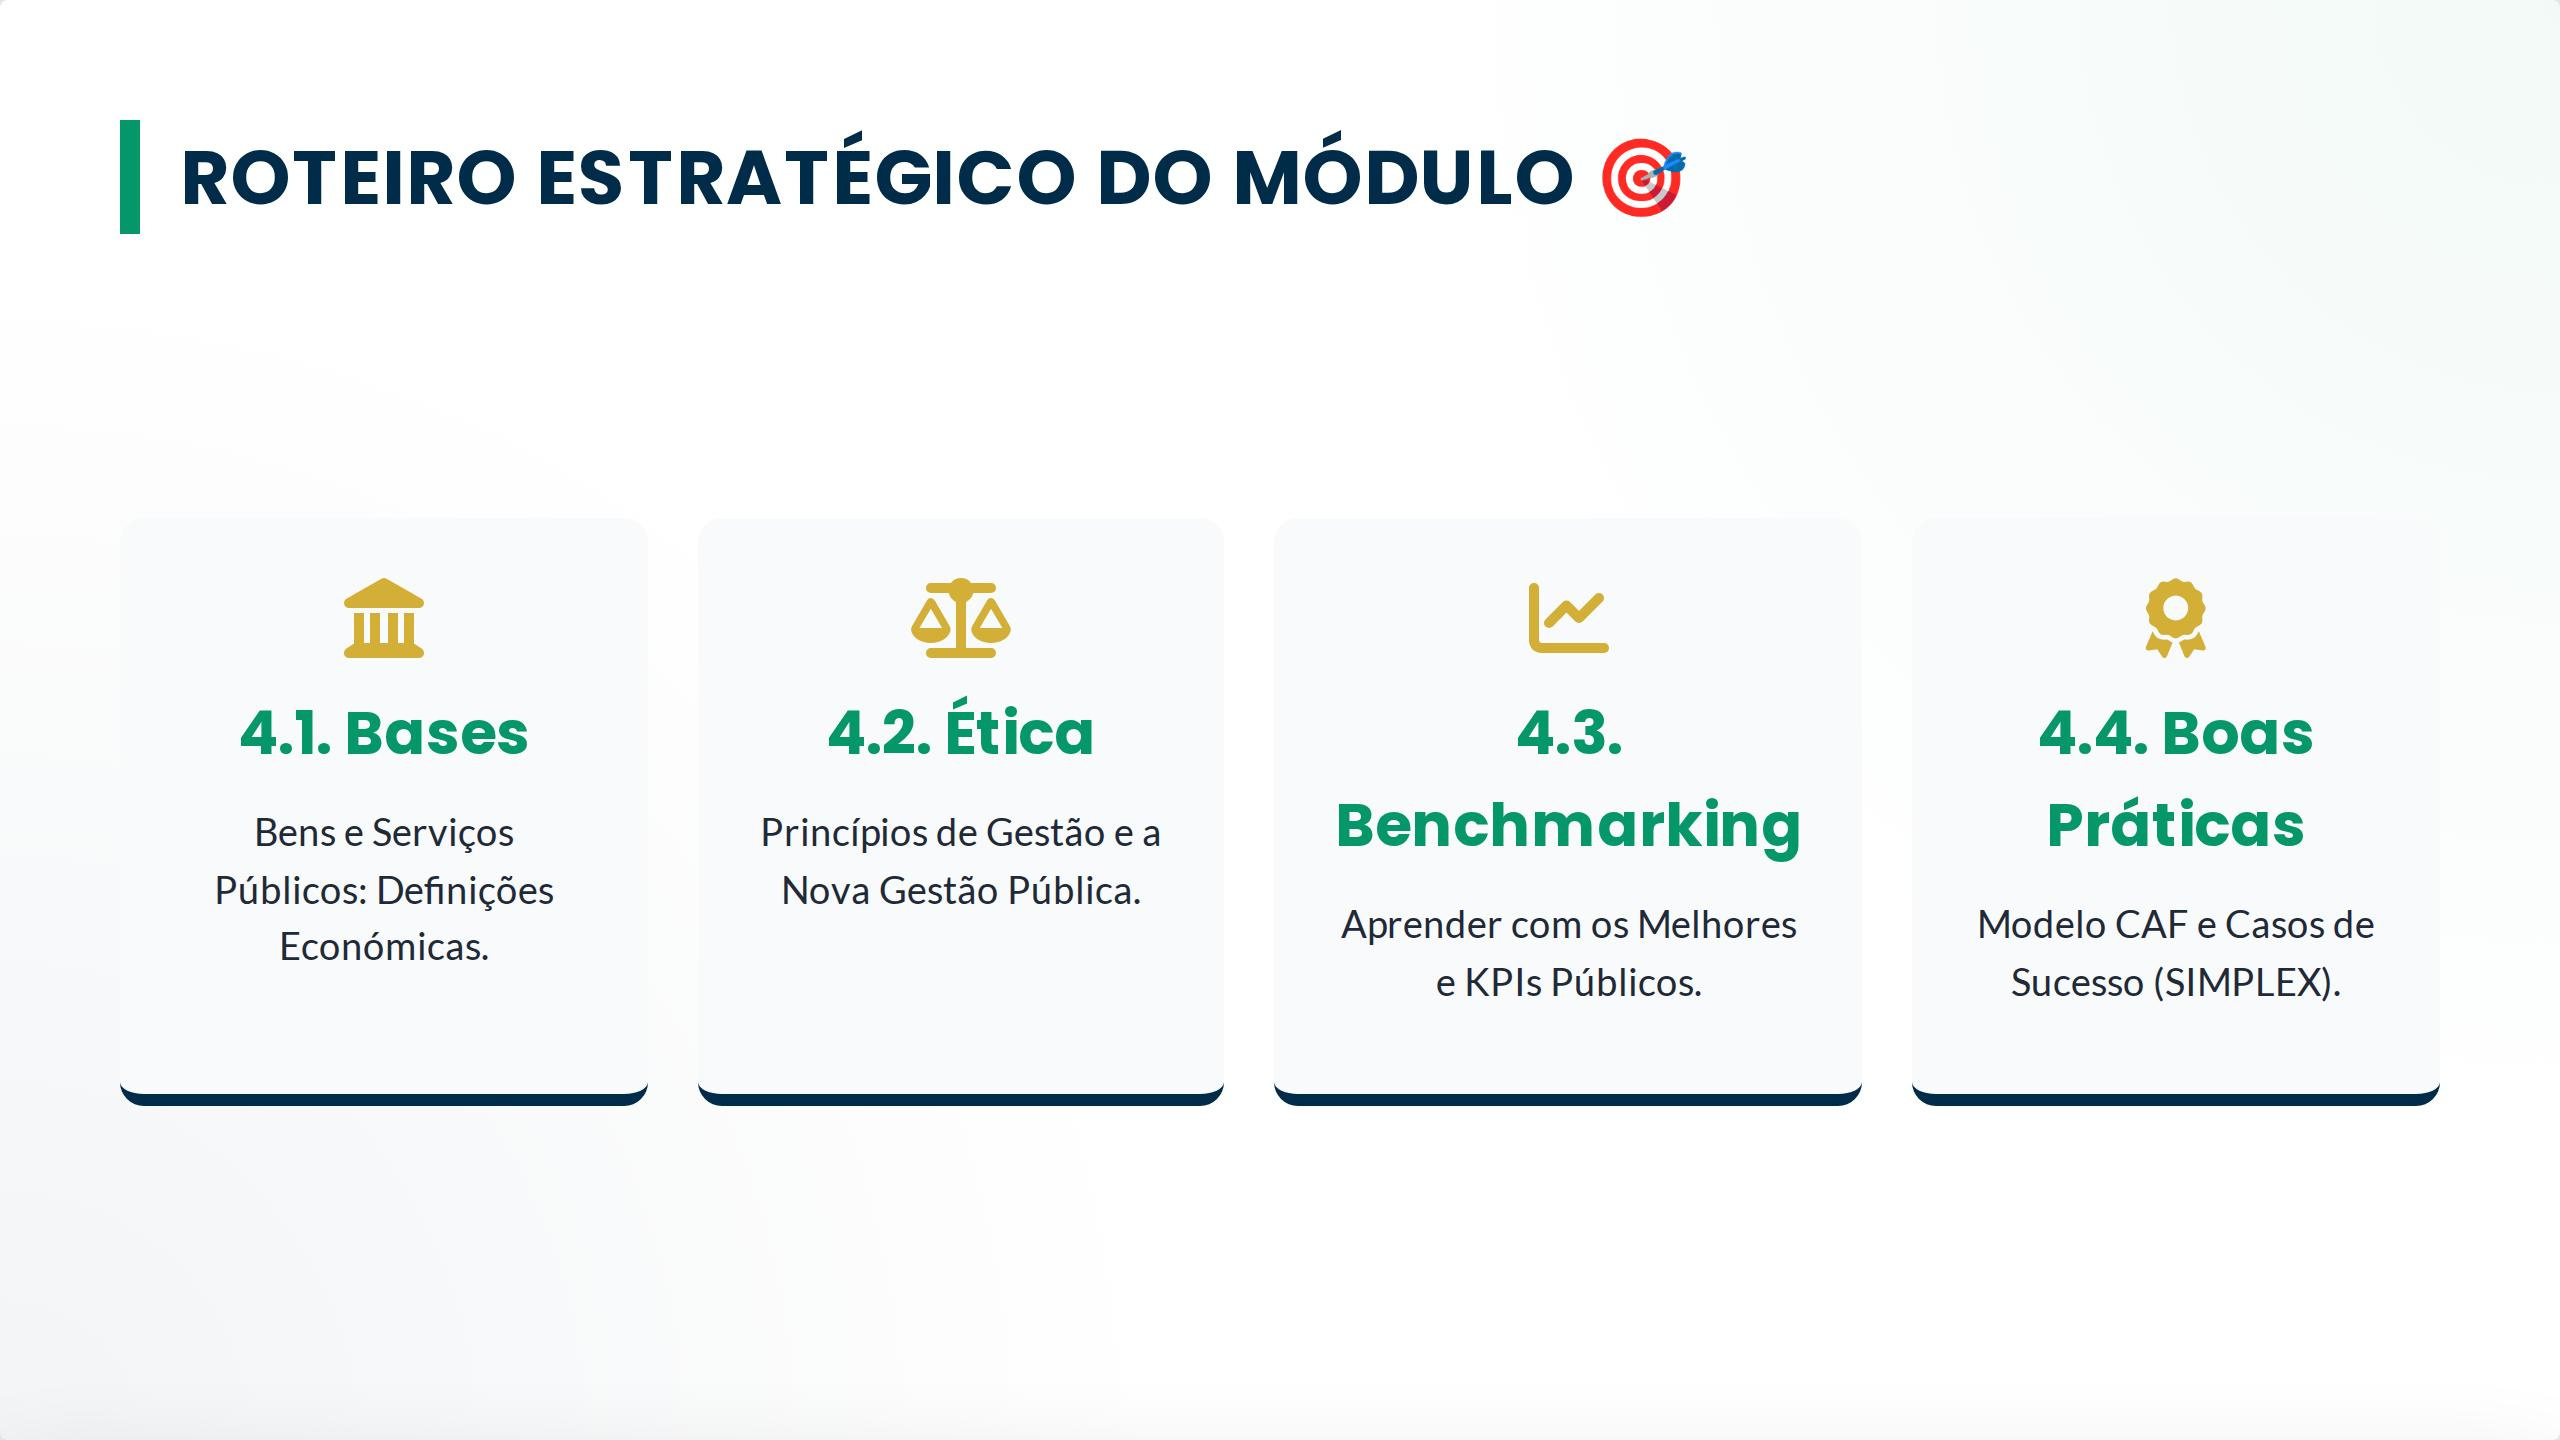 ROTEIRO ESTRATÉGICO DO MÓDULO 🎯
4.1. Bases
Bens e Serviços
Públicos: Definições
Económicas.
4.2. Ética
Princípios de Gestão e a
Nova Gestão Pública.
4.3.
Benchmarking
Aprender com os Melhores
e KPIs Públicos.
4.4. Boas
Práticas
Modelo CAF e Casos de
Sucesso (SIMPLEX).